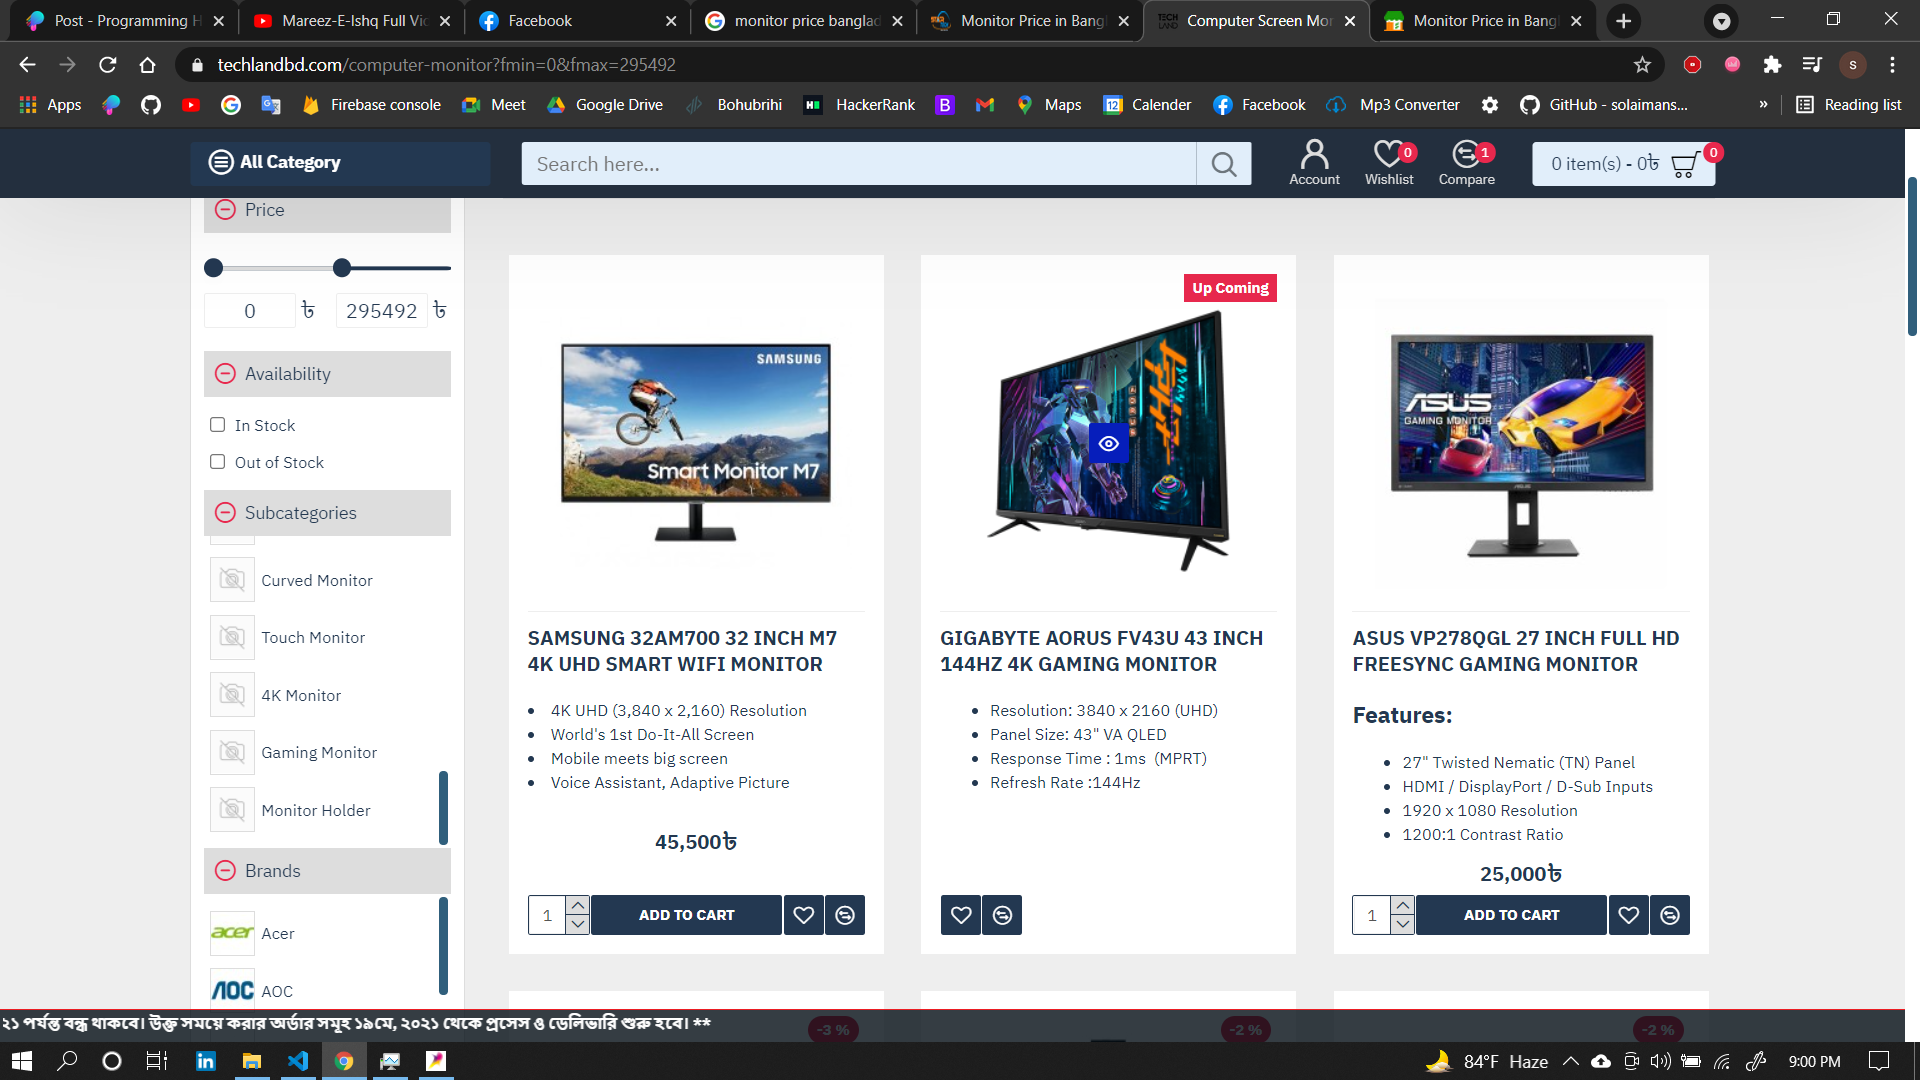 Post - Programming H
Mareez-E-Ishq Full Vid
Facebook
monitor price banglad
Monitor Price in Bangl
Computer Screen Mon
Monitor Price in Bangl
techlandbd.com/computer-monitor?fmin=0&fmax=295492
S
Apps
Firebase console
Meet
Google Drive
Bohubrihi
HackerRank
Maps
Calender
Facebook
Mp3 Converter
GitHub - solaimans...
»
Reading list
All Category
Search here...
Account
0
Wishlist
1
Compare
0 item(s) - 0৳
0
Price
0 ৳
295492 ৳
Availability
In Stock
Out of Stock
Subcategories
Curved Monitor
Touch Monitor
4K Monitor
Gaming Monitor
Monitor Holder
Brands
acer
Acer
AOC
AOC
SAMSUNG
Smart Monitor M7
SAMSUNG 32AM700 32 INCH M7
4K UHD SMART WIFI MONITOR
4K UHD (3,840 x 2,160) Resolution
World's 1st Do-It-All Screen
Mobile meets big screen
Voice Assistant, Adaptive Picture
45,500৳
1
ADD TO CART
Up Coming
GIGABYTE AORUS FV43U 43 INCH
144HZ 4K GAMING MONITOR
Resolution: 3840 x 2160 (UHD)
Panel Size: 43" VA QLED
Response Time : 1ms (MPRT)
Refresh Rate :144Hz
ASUS
GAMING MONITOR
ASUS VP278QGL 27 INCH FULL HD
FREESYNC GAMING MONITOR
Features:
27" Twisted Nematic (TN) Panel
HDMI / DisplayPort / D-Sub Inputs
1920 x 1080 Resolution
1200:1 Contrast Ratio
25,000৳
1
ADD TO CART
২১ পর্যন্ত বন্ধ থাকবে। উক্ত সময়ে করার অর্ডার সমূহ ১৯মে, ২০২১ থেকে প্রসেস ও ডেলিভারি শুরু হবে। **
-3 %
-2 %
-2 %
84°F Haze
9:00 PM